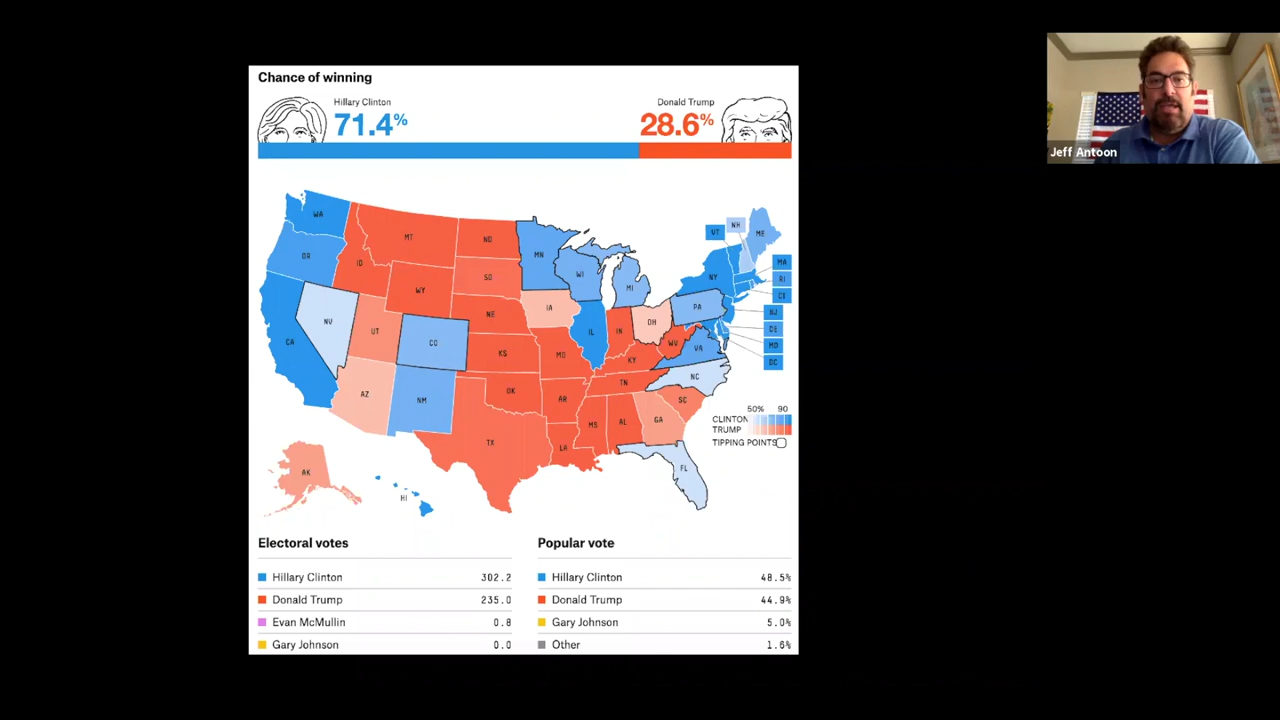 Chance of winning
Hillary Clinton
Donald Trump
71.4%
28.6%
Jeff Antoon
WA
MT
ND
MN
VT
NH
ME
OR
ID
SD
WI
MI
NY
MA
RI
CT
WY
IA
PA
NJ
NV
UT
NE
IL
IN
OH
DE
CA
CO
KS
MO
WV
VA
MD
KY
DC
AZ
NM
OK
AR
TN
NC
SC
TX
LA
MS
AL
GA
50% 90
CLINTON
TRUMP
TIPPING POINTS
AK
HI
FL
Electoral votes
Hillary Clinton 302.2
Donald Trump 235.0
Evan McMullin 0.8
Gary Johnson 0.0
Popular vote
Hillary Clinton 48.5%
Donald Trump 44.9%
Gary Johnson 5.0%
Other 1.6%